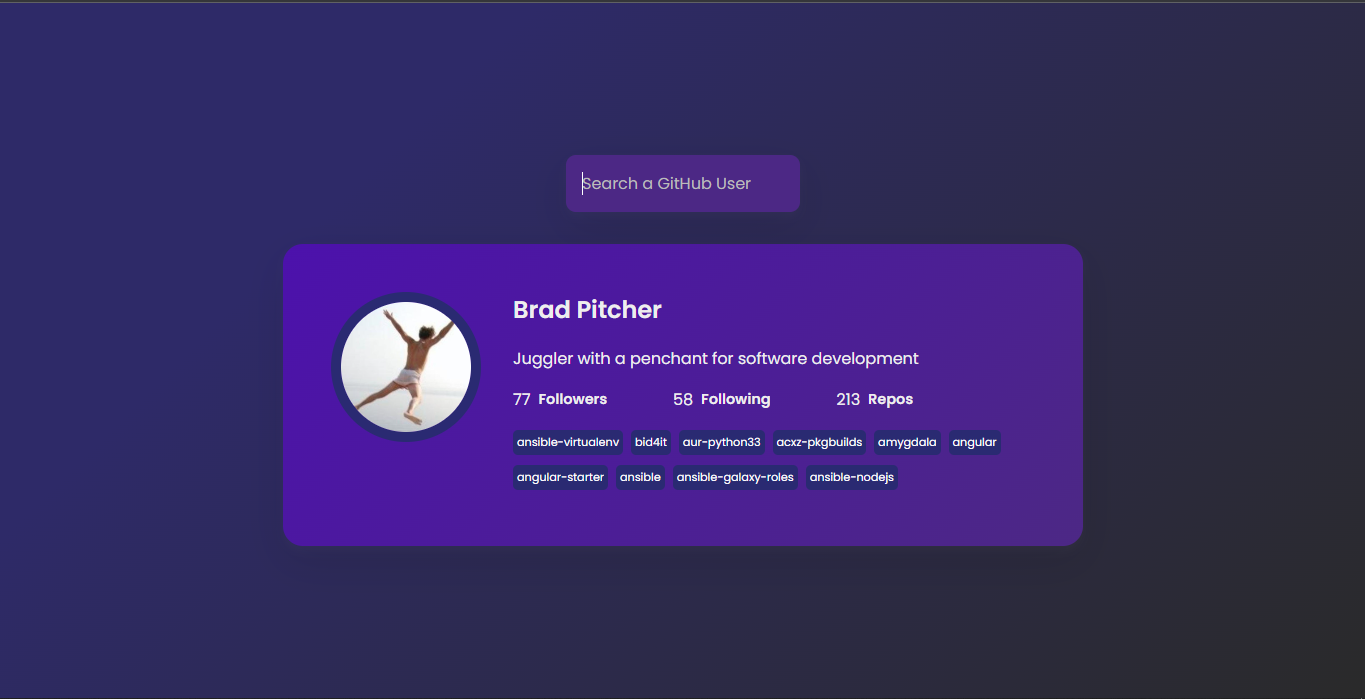 Search a GitHub User
Brad Pitcher
Juggler with a penchant for software development
77 Followers 58 Following 213 Repos
ansible-virtualenv bid4it aur-python33 acxz-pkgbuilds amygdala angular
angular-starter ansible ansible-galaxy-roles ansible-nodejs